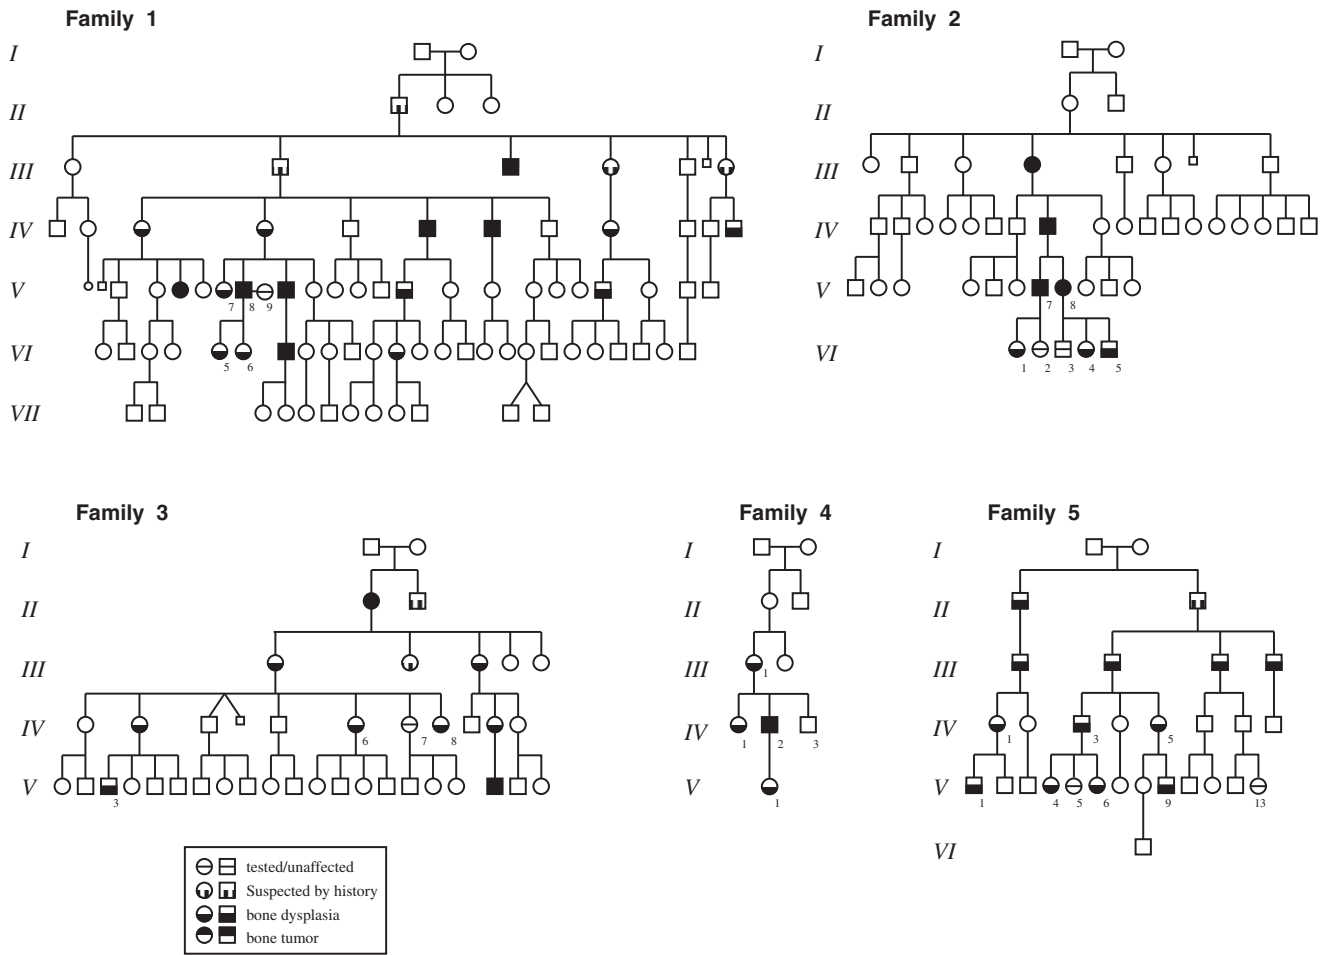 Family 1
I
II
III
IV
V
7 8 9
VI
5 6
VII
Family 2
I
II
III
IV
V
7 8
VI
1 2 3 4 5
Family 3
I
II
III
IV
6 7 8
V
3
Family 4
I
II
III
1
IV
1 2 3
V
1
Family 5
I
II
III
IV
1 3 5
V
1 4 5 6 9 13
VI
tested/unaffected
Suspected by history
bone dysplasia
bone tumor